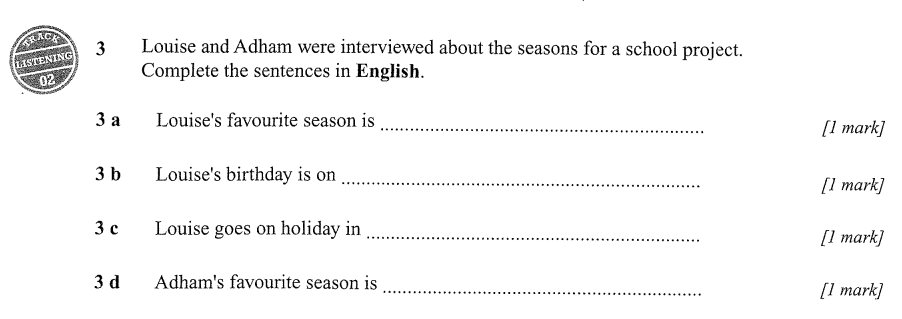 TRACK
LISTENING
02
3 Louise and Adham were interviewed about the seasons for a school project.
Complete the sentences in English.
3 a Louise's favourite season is ........................................................... [1 mark]
3 b Louise's birthday is on ........................................................... [1 mark]
3 c Louise goes on holiday in ........................................................... [1 mark]
3 d Adham's favourite season is ........................................................... [1 mark]